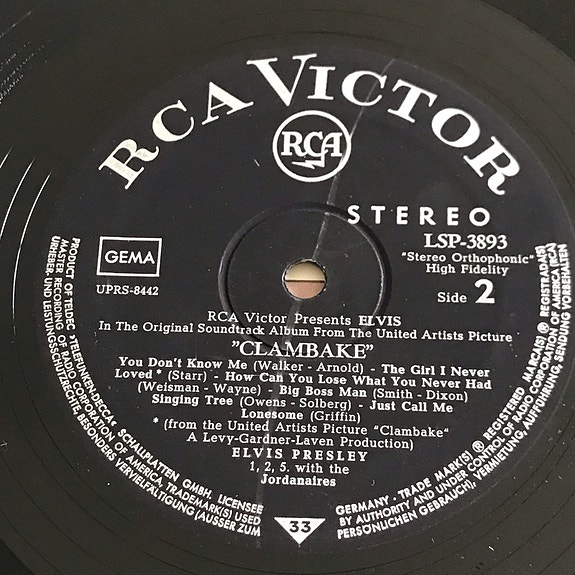 RCA VICTOR
RCA
STEREO
LSP-3893
"Stereo Orthophonic"
High Fidelity
Side 2
GEMA
UPRS-8442
RCA Victor Presents ELVIS
In The Original Soundtrack Album From The United Artists Picture
"CLAMBAKE"
You Don't Know Me (Walker - Arnold) - The Girl I Never
Loved * (Starr) - How Can You Lose What You Never Had
(Weisman - Wayne) - Big Boss Man (Smith - Dixon)
Singing Tree (Owens - Solberg) - Just Call Me
Lonesome (Griffin)
* (from the United Artists Picture "Clambake"
A Levy-Gardner-Laven Production)
ELVIS PRESLEY
1, 2, 5. with the
Jordanaires
33
PRODUCT OF TELDEC »TELEFUNKEN-DECCA« SCHALLPLATTEN GMBH, LICENSEE
MASTER RECORDING OF RADIO CORPORATION OF AMERICA, TRADEMARK(S) USED
URHEBER- UND LEISTUNGSSCHUTZRECHTE, BESONDERS VERVIELFÄLTIGUNG (AUSSER ZUM
GERMANY · TRADE MARK(S) ® REGISTERED MARCA(S) ® REGISTRADA(S)
BY AUTHORITY AND UNDER CONTROL OF RADIO CORPORATION OF AMERICA (RCA)
PERSÖNLICHEN GEBRAUCH), VERMIETUNG, AUFFÜHRUNG, SENDUNG VORBEHALTEN